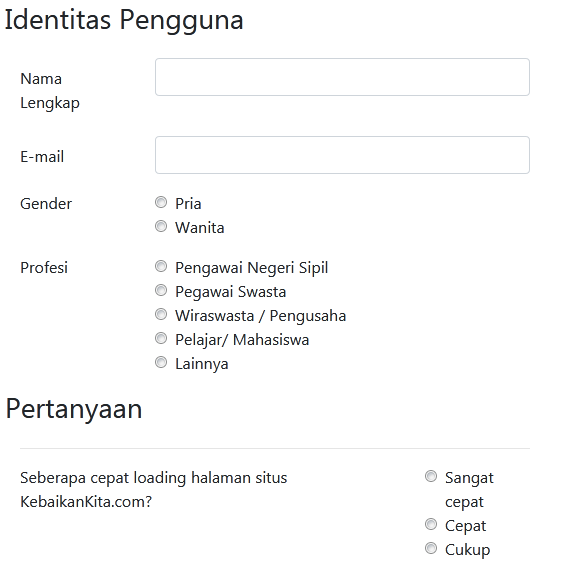 Identitas Pengguna
Nama
Lengkap
E-mail
Gender
Pria
Wanita
Profesi
Pengawai Negeri Sipil
Pegawai Swasta
Wiraswasta / Pengusaha
Pelajar/ Mahasiswa
Lainnya
Pertanyaan
Seberapa cepat loading halaman situs
KebaikanKita.com?
Sangat
cepat
Cepat
Cukup